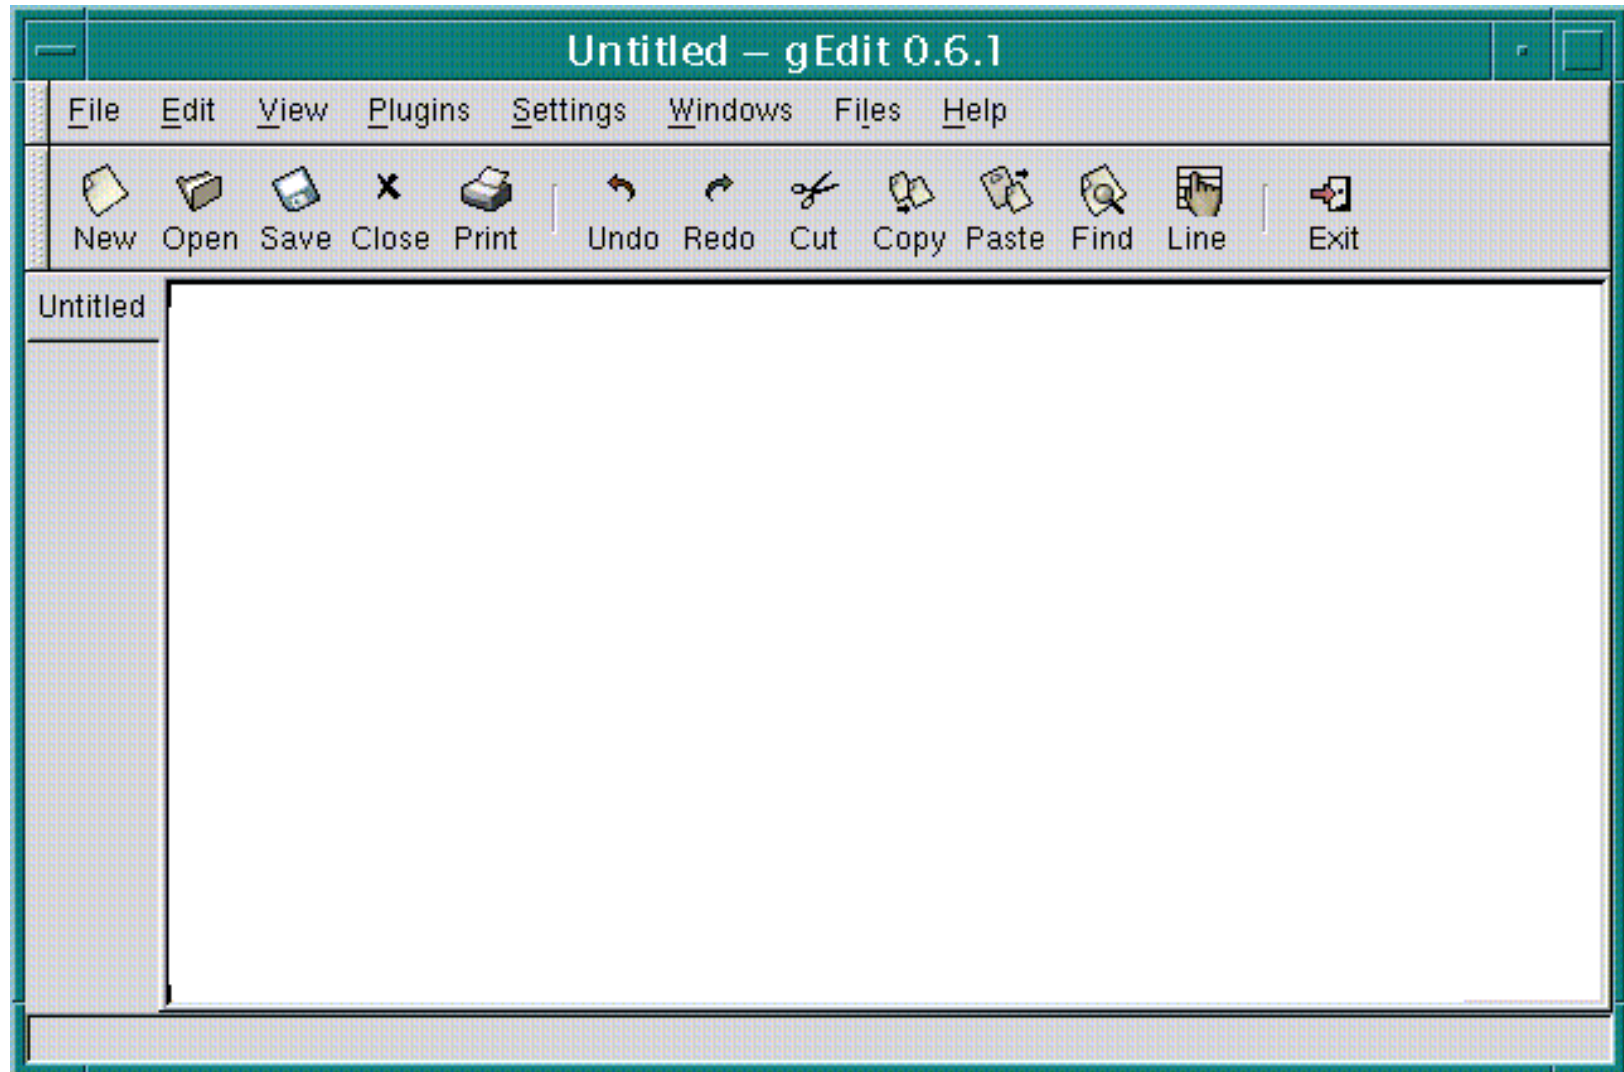 Untitled – gEdit 0.6.1
File Edit View Plugins Settings Windows Files Help
New Open Save Close Print Undo Redo Cut Copy Paste Find Line Exit
Untitled